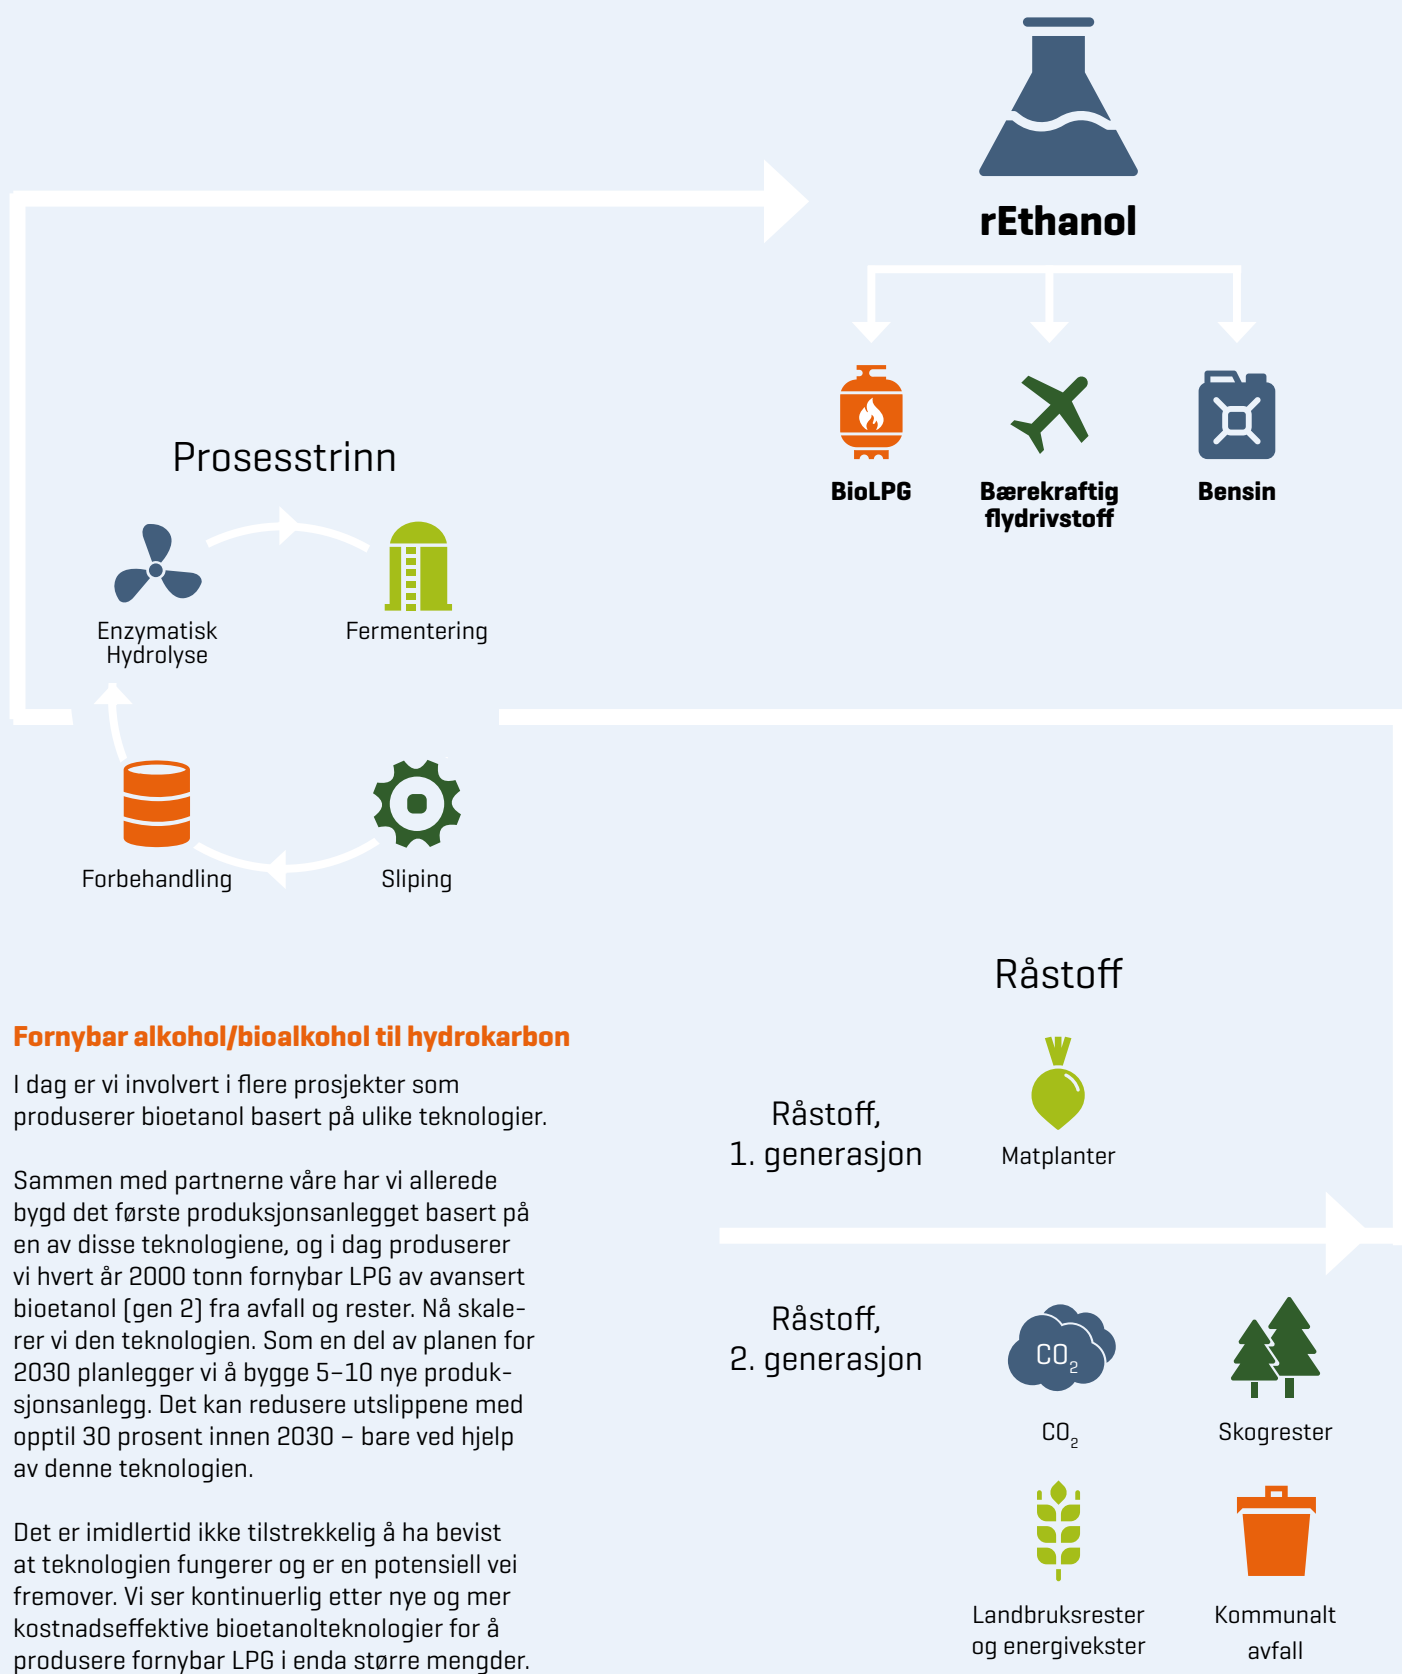 rEthanol
BioLPG
Bærekraftig
flydrivstoff
Bensin
Prosesstrinn
Enzymatisk
Hydrolyse
Fermentering
Forbehandling
Sliping
Fornybar alkohol/bioalkohol til hydrokarbon
I dag er vi involvert i flere prosjekter som
produserer bioetanol basert på ulike teknologier.
Sammen med partnerne våre har vi allerede
bygd det første produksjonsanlegget basert på
en av disse teknologiene, og i dag produserer
vi hvert år 2000 tonn fornybar LPG av avansert
bioetanol (gen 2) fra avfall og rester. Nå skale-
rer vi den teknologien. Som en del av planen for
2030 planlegger vi å bygge 5–10 nye produk-
sjonsanlegg. Det kan redusere utslippene med
opptil 30 prosent innen 2030 – bare ved hjelp
av denne teknologien.
Det er imidlertid ikke tilstrekkelig å ha bevist
at teknologien fungerer og er en potensiell vei
fremover. Vi ser kontinuerlig etter nye og mer
kostnadseffektive bioetanolteknologier for å
produsere fornybar LPG i enda større mengder.
Råstoff
Råstoff,
1. generasjon
Matplanter
Råstoff,
2. generasjon
CO₂
CO₂
Skogrester
Landbruksrester
og energivekster
Kommunalt
avfall